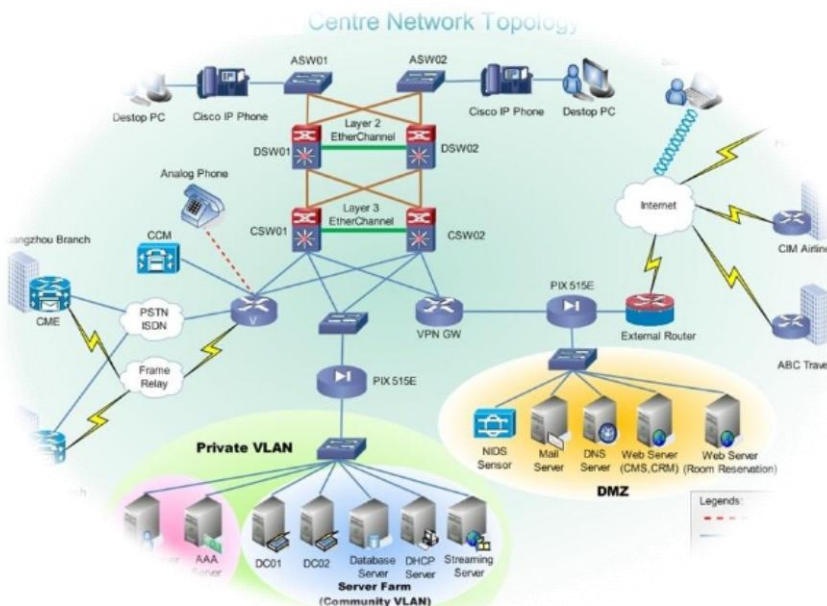 Centre Network Topology
ASW01
ASW02
Destop PC
Cisco IP Phone
Cisco IP Phone
Destop PC
Layer 2
EtherChannel
DSW01
DSW02
Analog Phone
Layer 3
EtherChannel
Internet
CCM
CSW01
CSW02
CIM Airline
Branch
CME
PSTN
ISDN
V
VPN GW
PIX 515E
External Router
ABC Travel
Frame
Relay
PIX 515E
Private VLAN
NIDS
Sensor
Mail
Server
DNS
Server
Web Server
(CMS,CRM)
Web Server
(Room Reservation)
DMZ
Legends:
AAA
Server
DC01
DC02
Database
Server
DHCP
Server
Streaming
Server
Server Farm
(Community VLAN)